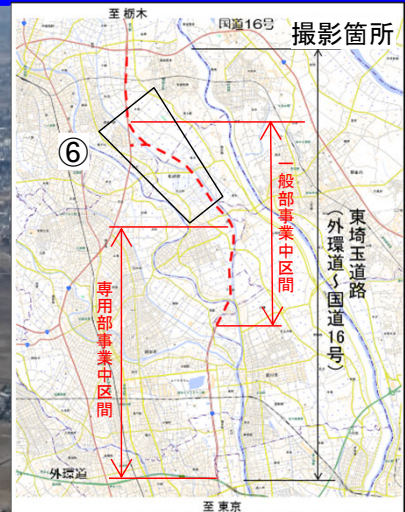 至 栃木
国道16号
撮影箇所
⑥
一般部事業中区間
東埼玉道路
(外環道~国道16号)
専用部事業中区間
外環道
至 東京